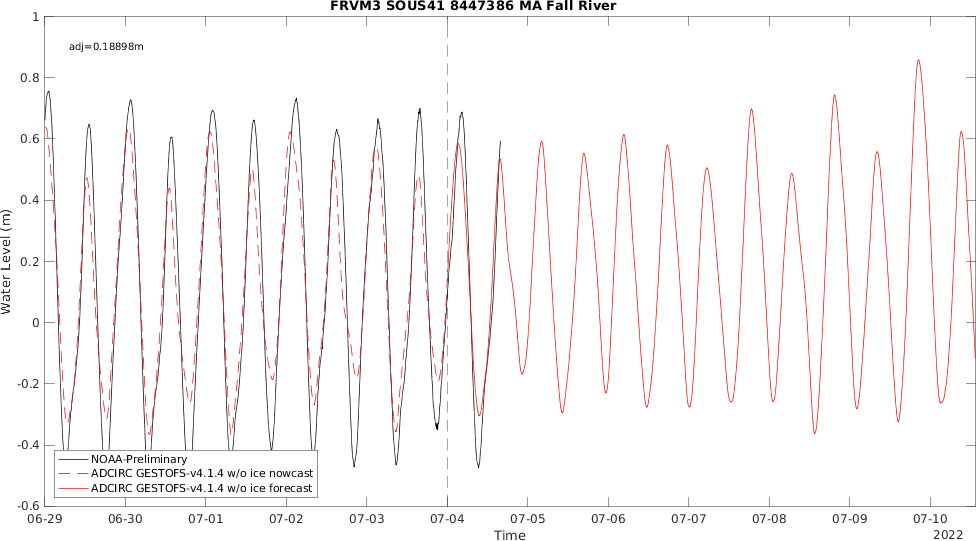 FRVM3 SOUS41 8447386 MA Fall River
adj=0.18898m
Water Level (m)
1
0.8
0.6
0.4
0.2
0
-0.2
-0.4
-0.6
NOAA-Preliminary
ADCIRC GESTOFS-v4.1.4 w/o ice nowcast
ADCIRC GESTOFS-v4.1.4 w/o ice forecast
06-29 06-30 07-01 07-02 07-03 07-04 07-05 07-06 07-07 07-08 07-09 07-10
Time
2022